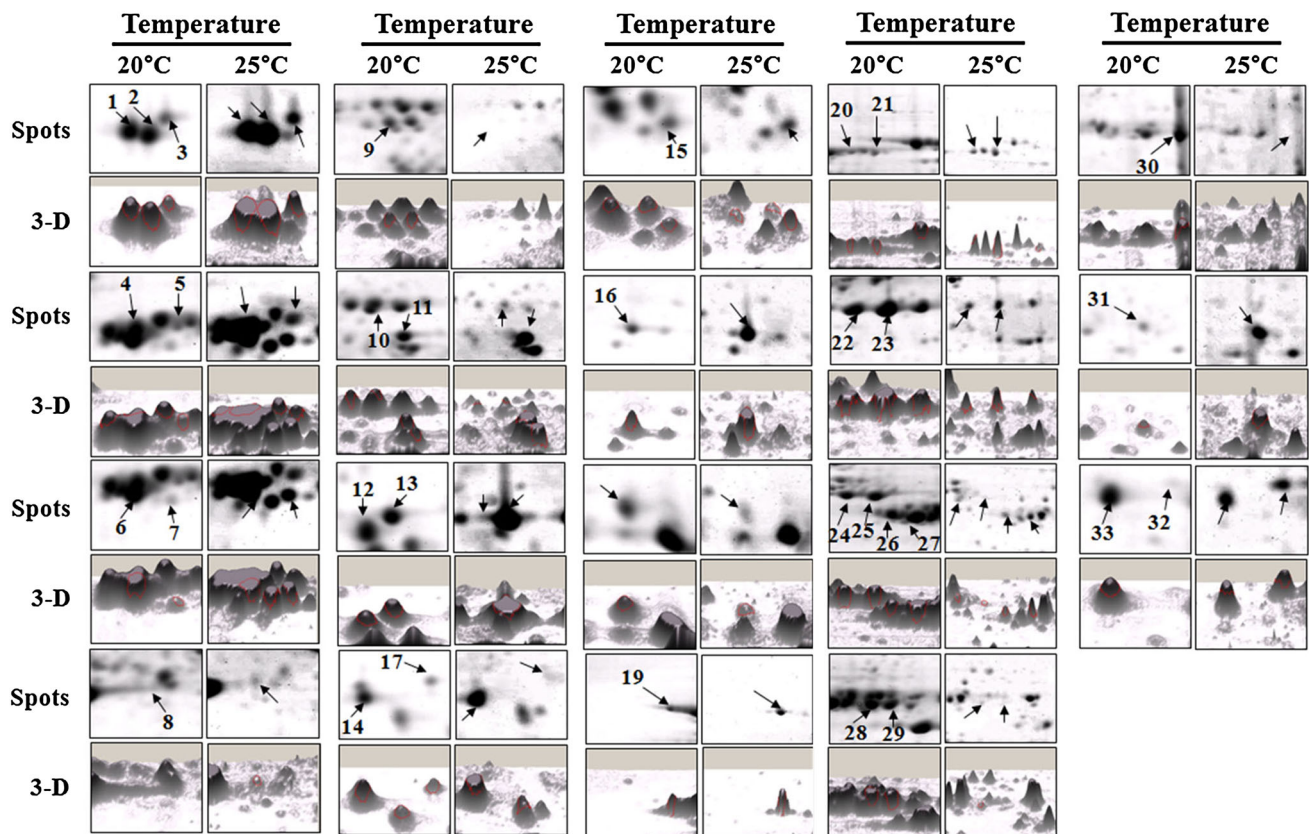 Temperature Temperature Temperature Temperature Temperature
20°C 25°C 20°C 25°C 20°C 25°C 20°C 25°C 20°C 25°C
Spots 1 2 3 9 15 20 21 30
3-D
Spots 4 5 10 11 16 22 23 31
3-D
Spots 6 7 12 13 24 25 26 27 33 32
3-D
Spots 8 14 17 19 28 29
3-D